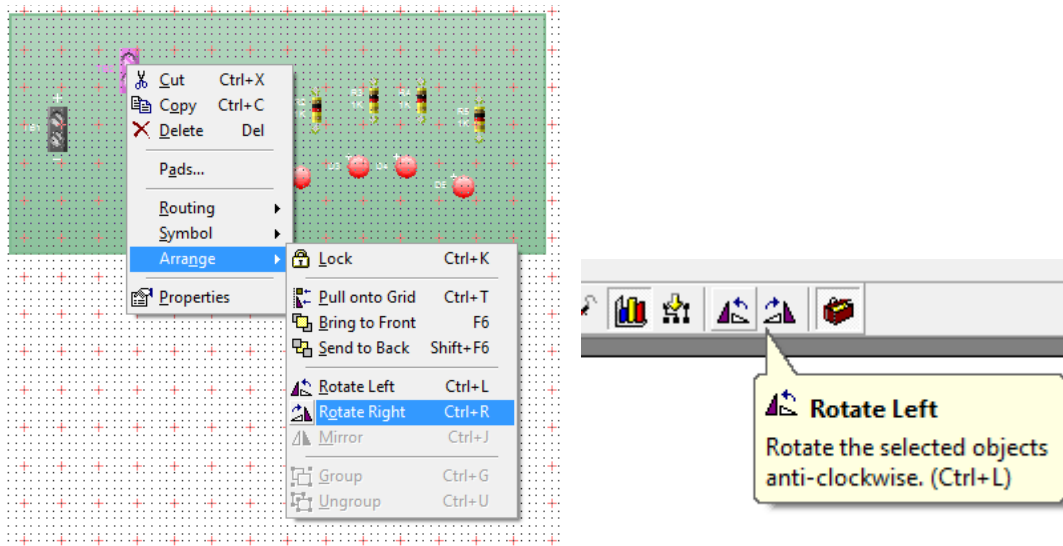 Cut Ctrl+X
Copy Ctrl+C
Delete Del
Pads...
Routing
Symbol
Arrange
Properties
Lock Ctrl+K
Pull onto Grid Ctrl+T
Bring to Front F6
Send to Back Shift+F6
Rotate Left Ctrl+L
Rotate Right Ctrl+R
Mirror Ctrl+J
Group Ctrl+G
Ungroup Ctrl+U
Rotate Left
Rotate the selected objects
anti-clockwise. (Ctrl+L)